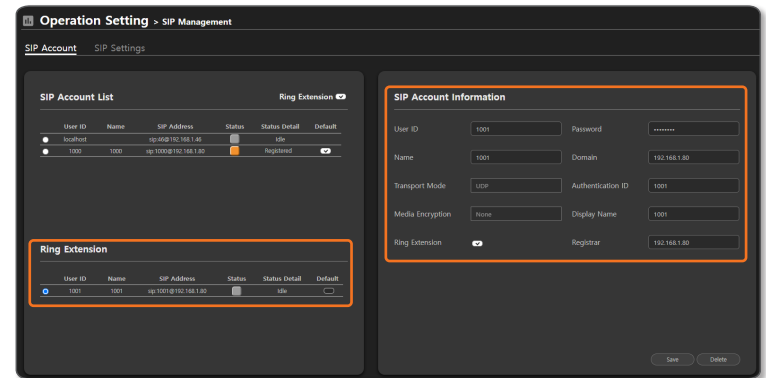 Operation Setting > SIP Management
SIP Account SIP Settings
SIP Account List Ring Extension
User ID Name SIP Address Status Status Detail Default
localhost sip:46@192.168.1.46 Idle
1000 1000 sip:1000@192.168.1.80 Registered
Ring Extension
User ID Name SIP Address Status Status Detail Default
1001 1001 sip:1001@192.168.1.80 Idle
SIP Account Information
User ID 1001 Password ••••••••
Name 1001 Domain 192.168.1.80
Transport Mode UDP Authentication ID 1001
Media Encryption None Display Name 1001
Ring Extension Registrar 192.168.1.80
Save Delete